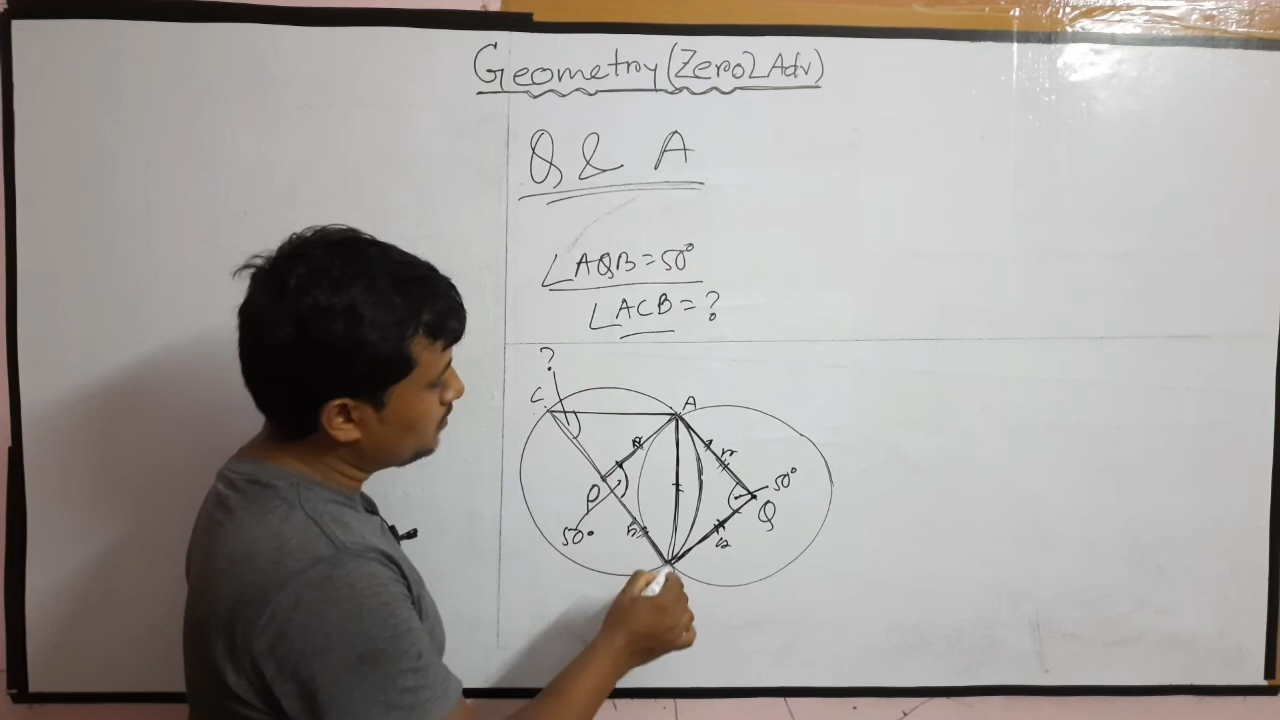 Geometry (Zero2Adv)
Q & A
∠AQB = 50°
∠ACB = ?
?
C
A
r
r
50°
P
Q
50°
r
r